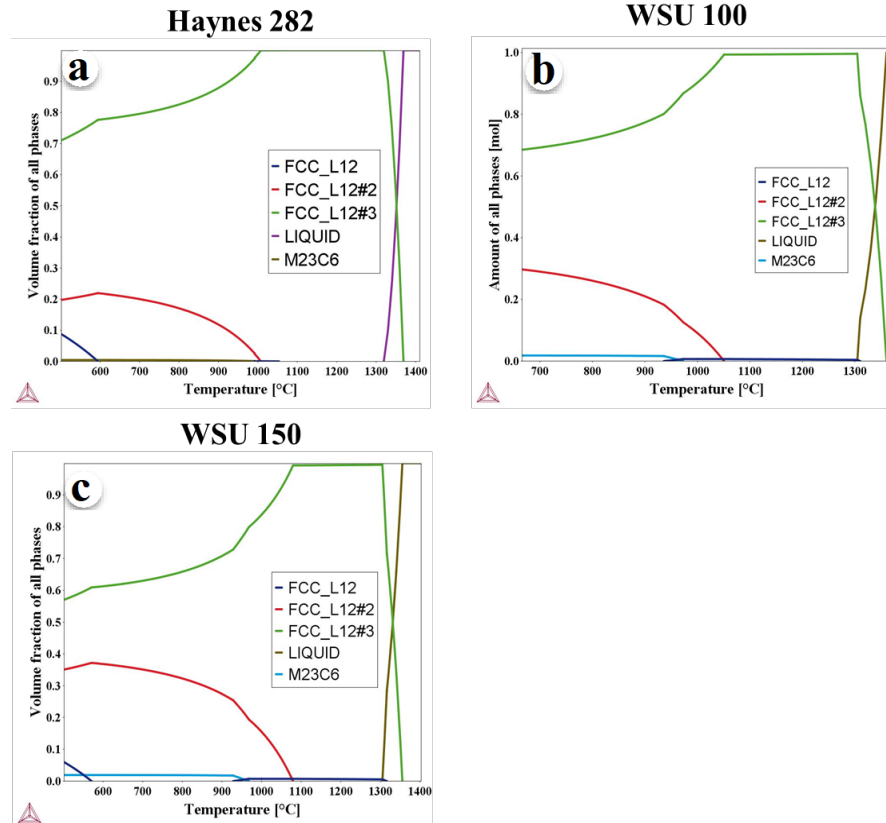 Haynes 282
a
Volume fraction of all phases
0.9
0.8
0.7
0.6
0.5
0.4
0.3
0.2
0.1
0.0
FCC_L12
FCC_L12#2
FCC_L12#3
LIQUID
M23C6
600 700 800 900 1000 1100 1200 1300 1400
Temperature [°C]
WSU 100
b
Amount of all phases [mol]
1.0
0.8
0.6
0.4
0.2
0.0
FCC_L12
FCC_L12#2
FCC_L12#3
LIQUID
M23C6
700 800 900 1000 1100 1200 1300
Temperature [°C]
WSU 150
c
Volume fraction of all phases
0.9
0.8
0.7
0.6
0.5
0.4
0.3
0.2
0.1
0.0
FCC_L12
FCC_L12#2
FCC_L12#3
LIQUID
M23C6
600 700 800 900 1000 1100 1200 1300 1400
Temperature [°C]